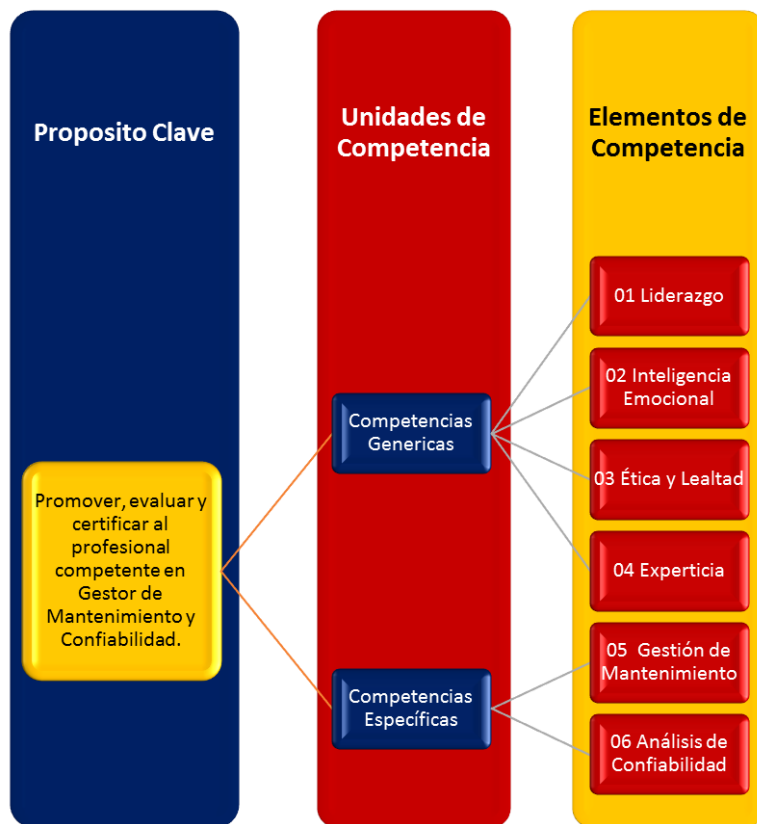 Proposito Clave
Promover, evaluar y
certificar al
profesional
competente en
Gestor de
Mantenimiento y
Confiabilidad.
Unidades de
Competencia
Competencias
Genericas
Competencias
Específicas
Elementos de
Competencia
01 Liderazgo
02 Inteligencia
Emocional
03 Ética y Lealtad
04 Experticia
05 Gestión de
Mantenimiento
06 Análisis de
Confiabilidad